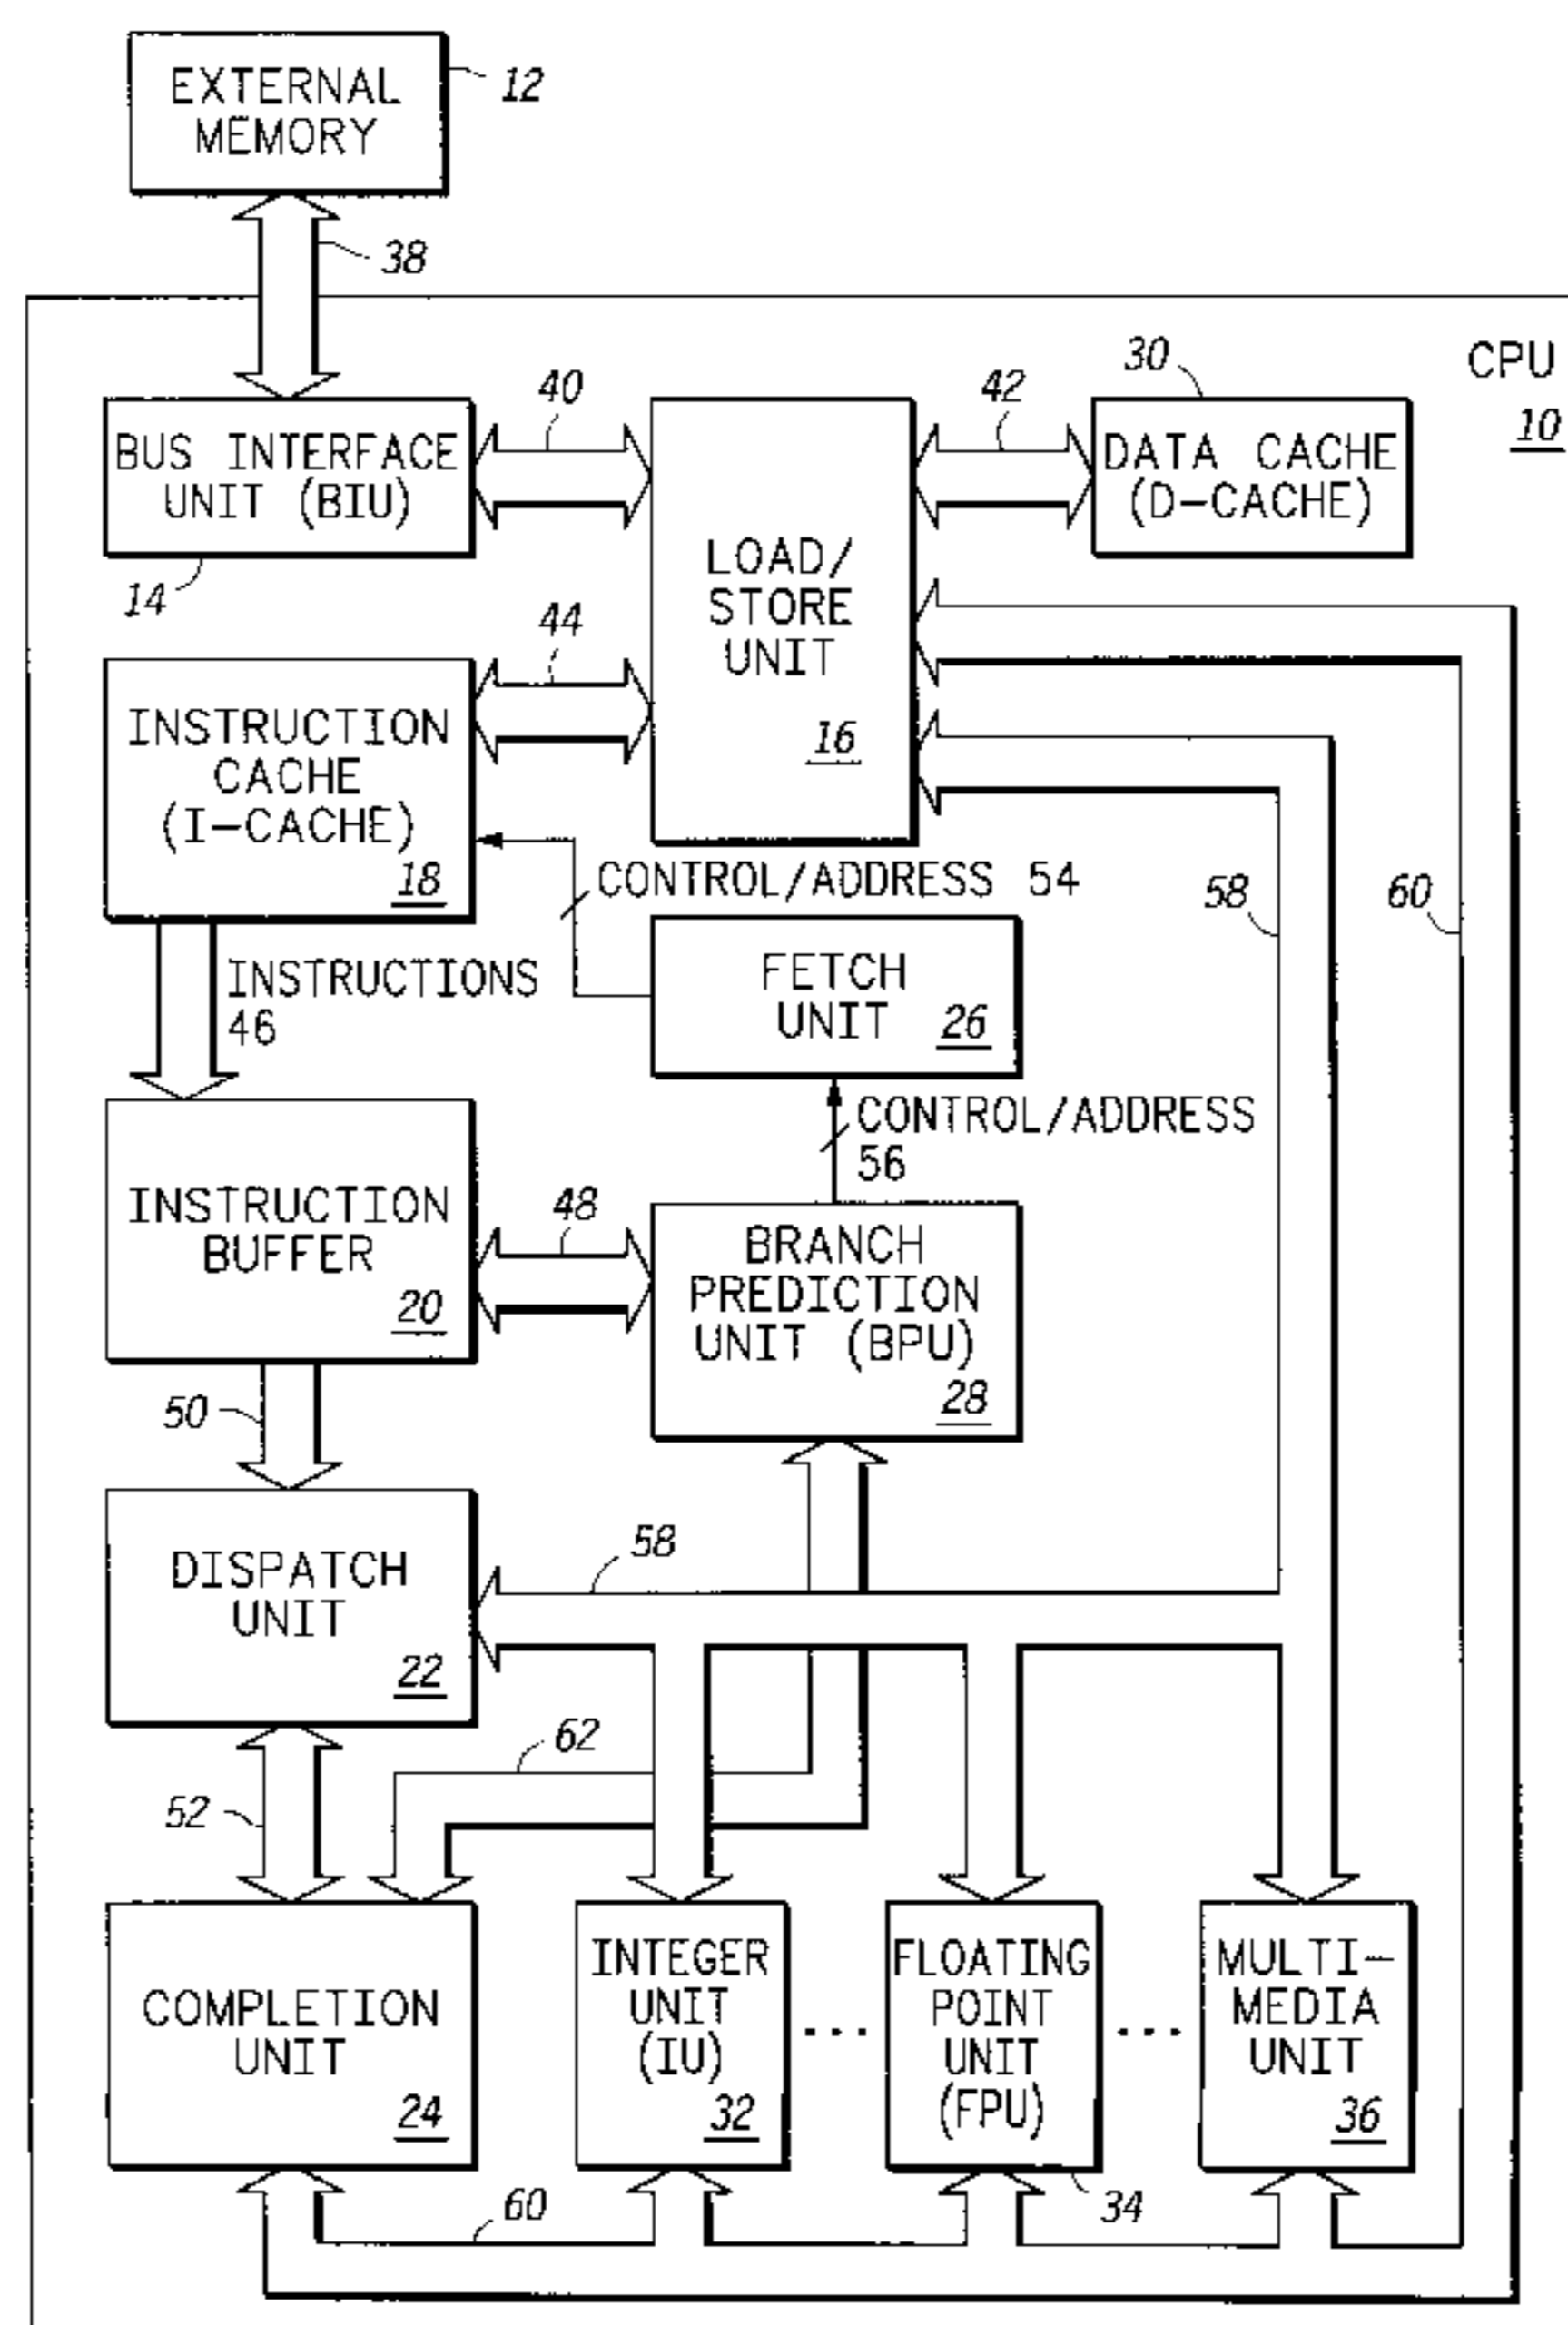 EXTERNAL
MEMORY
12
38
CPU
10
BUS INTERFACE
UNIT (BIU)
14
40
LOAD/
STORE
UNIT
16
42
30
DATA CACHE
(D-CACHE)
44
INSTRUCTION
CACHE
(I-CACHE)
18
CONTROL/ADDRESS 54
58
60
INSTRUCTIONS
46
FETCH
UNIT
26
CONTROL/ADDRESS
56
INSTRUCTION
BUFFER
20
48
BRANCH
PREDICTION
UNIT (BPU)
28
50
DISPATCH
UNIT
22
58
62
52
COMPLETION
UNIT
24
INTEGER
UNIT
(IU)
32
...
FLOATING
POINT
UNIT
(FPU)
34
...
MULTI-
MEDIA
UNIT
36
60